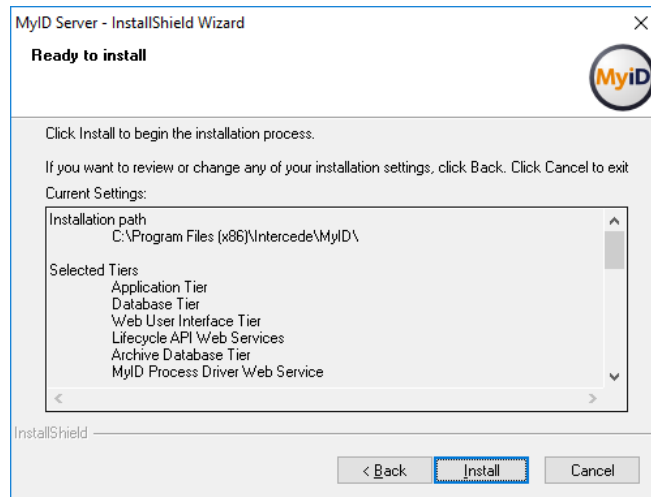 MyID Server - InstallShield Wizard
Ready to install
MyiD
Click Install to begin the installation process.
If you want to review or change any of your installation settings, click Back. Click Cancel to exit
Current Settings:
Installation path
C:\Program Files (x86)\Intercede\MyID\
Selected Tiers
Application Tier
Database Tier
Web User Interface Tier
Lifecycle API Web Services
Archive Database Tier
MyID Process Driver Web Service
InstallShield
< Back
Install
Cancel